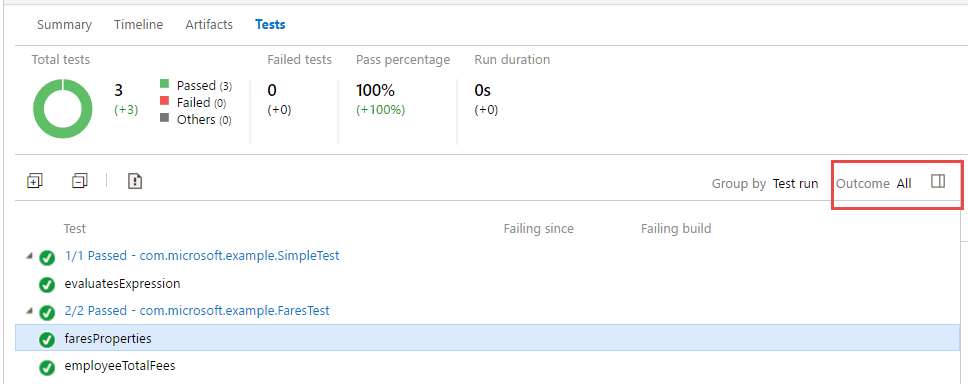 Summary Timeline Artifacts Tests
Total tests Failed tests Pass percentage Run duration
3 Passed (3) 0 100% 0s
(+3) Failed (0) (+0) (+100%) (+0)
Others (0)
Group by Test run Outcome All
Test Failing since Failing build
1/1 Passed - com.microsoft.example.SimpleTest
evaluatesExpression
2/2 Passed - com.microsoft.example.FaresTest
faresProperties
employeeTotalFees